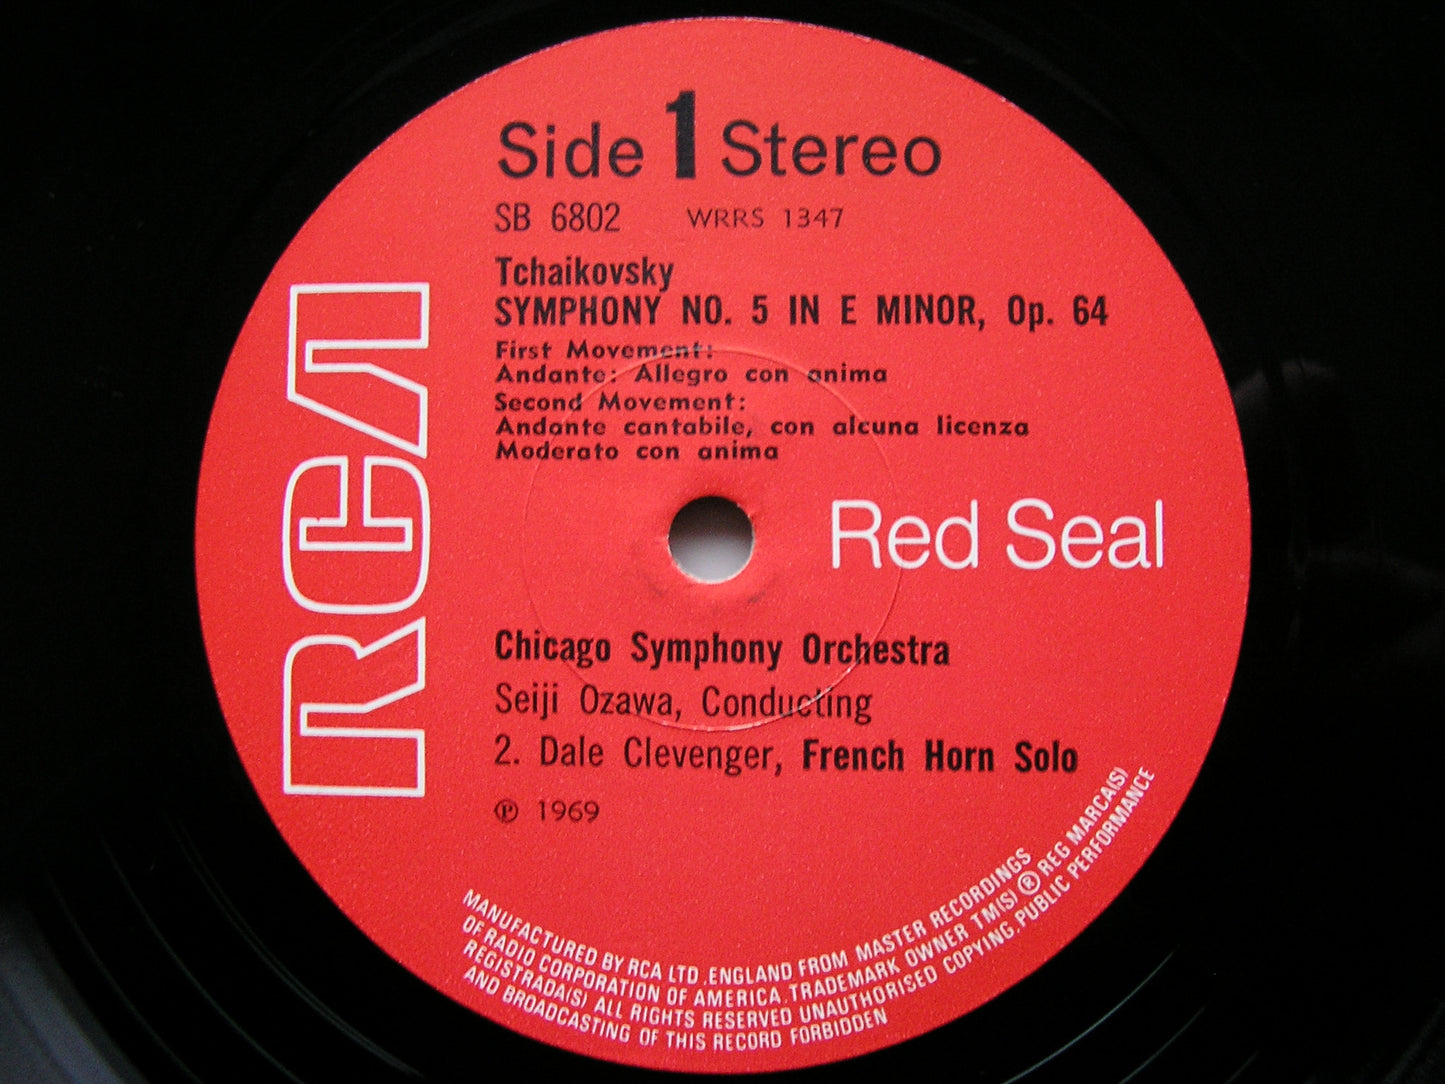 Side 1 Stereo
SB 6802 WRRS 1347
Tchaikovsky
SYMPHONY NO. 5 IN E MINOR, Op. 64
First Movement:
Andante; Allegro con anima
Second Movement:
Andante cantabile, con alcuna licenza
Moderato con anima
RCA
Red Seal
Chicago Symphony Orchestra
Seiji Ozawa, Conducting
2. Dale Clevenger, French Horn Solo
℗ 1969
MANUFACTURED BY RCA LTD., ENGLAND FROM MASTER RECORDINGS
OF RADIO CORPORATION OF AMERICA. TRADEMARK OWNER TM(S) ® REG MARCA(S)
REGISTRADA(S) ALL RIGHTS RESERVED UNAUTHORISED COPYING, PUBLIC PERFORMANCE
AND BROADCASTING OF THIS RECORD FORBIDDEN